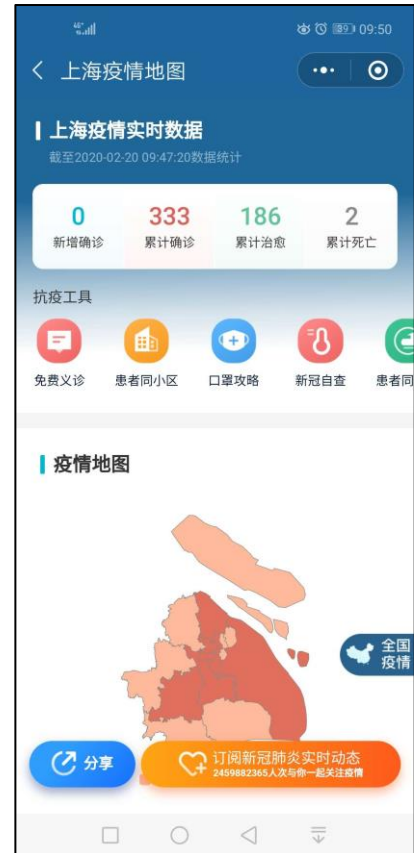 46
89 09:50
上海疫情地图
上海疫情实时数据
截至2020-02-20 09:47:20数据统计
0 333 186 2
新增确诊 累计确诊 累计治愈 累计死亡
抗疫工具
免费义诊 患者同小区 口罩攻略 新冠自查 患者同
疫情地图
全国
疫情
分享
订阅新冠肺炎实时动态
2459882365人次与你一起关注疫情